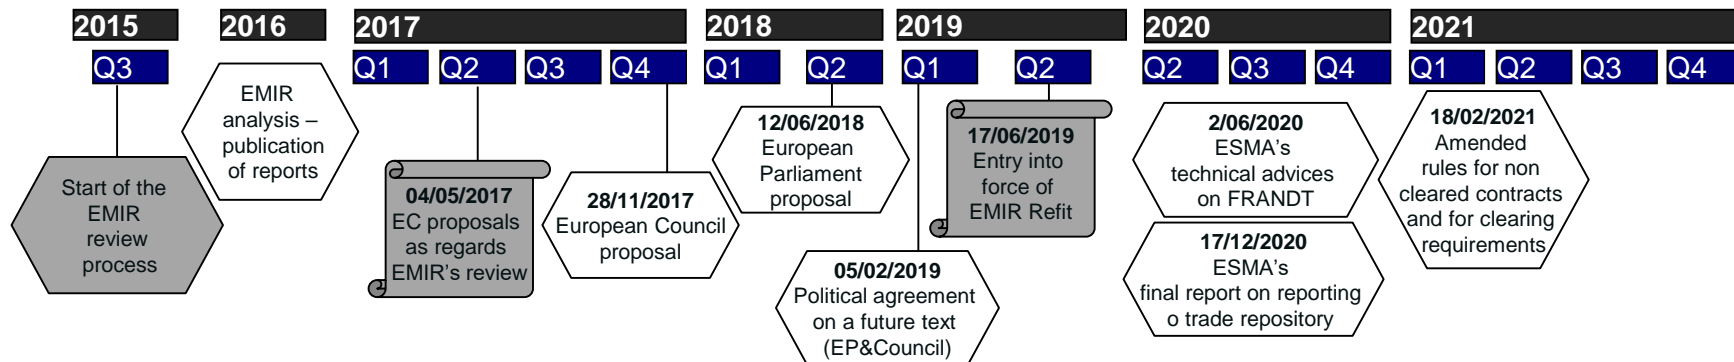 2015
2016
2017
2018
2019
2020
2021
Q3
Q1
Q2
Q3
Q4
Q1
Q2
Q1
Q2
Q2
Q3
Q4
Q1
Q2
Q3
Q4
Start of the
EMIR
review
process
EMIR
analysis –
publication
of reports
04/05/2017
EC proposals
as regards
EMIR's review
28/11/2017
European Council
proposal
12/06/2018
European
Parliament
proposal
05/02/2019
Political agreement
on a future text
(EP&Council)
17/06/2019
Entry into
force of
EMIR Refit
2/06/2020
ESMA's
technical advices
on FRANDT
17/12/2020
ESMA's
final report on reporting
o trade repository
18/02/2021
Amended
rules for non
cleared contracts
and for clearing
requirements